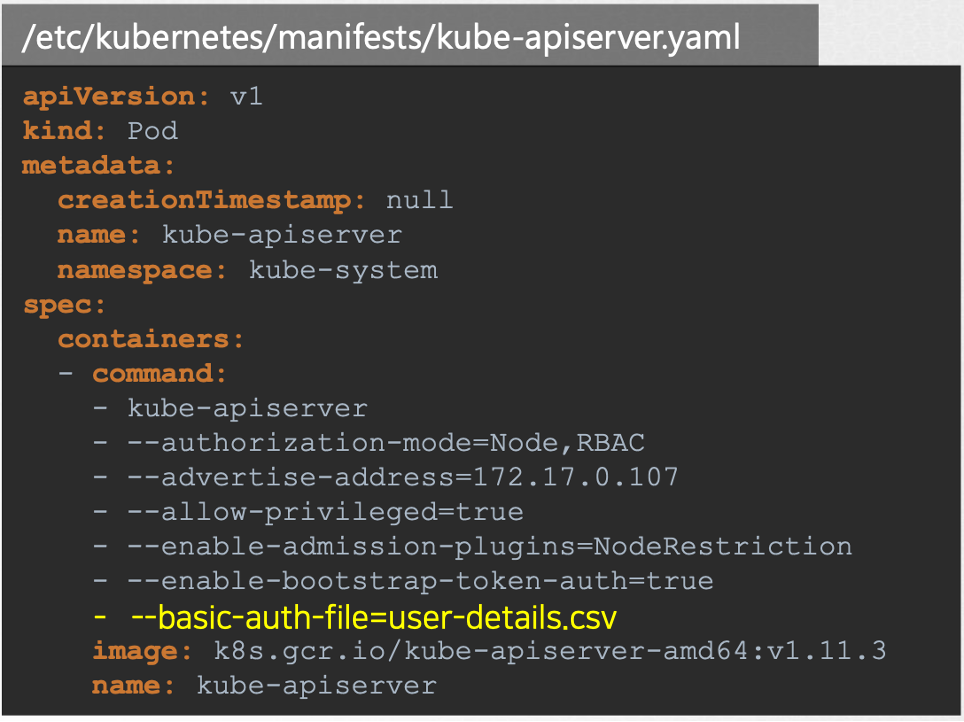 /etc/kubernetes/manifests/kube-apiserver.yaml
apiVersion: v1
kind: Pod
metadata:
  creationTimestamp: null
  name: kube-apiserver
  namespace: kube-system
spec:
  containers:
  - command:
    - kube-apiserver
    - --authorization-mode=Node,RBAC
    - --advertise-address=172.17.0.107
    - --allow-privileged=true
    - --enable-admission-plugins=NodeRestriction
    - --enable-bootstrap-token-auth=true
    - --basic-auth-file=user-details.csv
    image: k8s.gcr.io/kube-apiserver-amd64:v1.11.3
    name: kube-apiserver